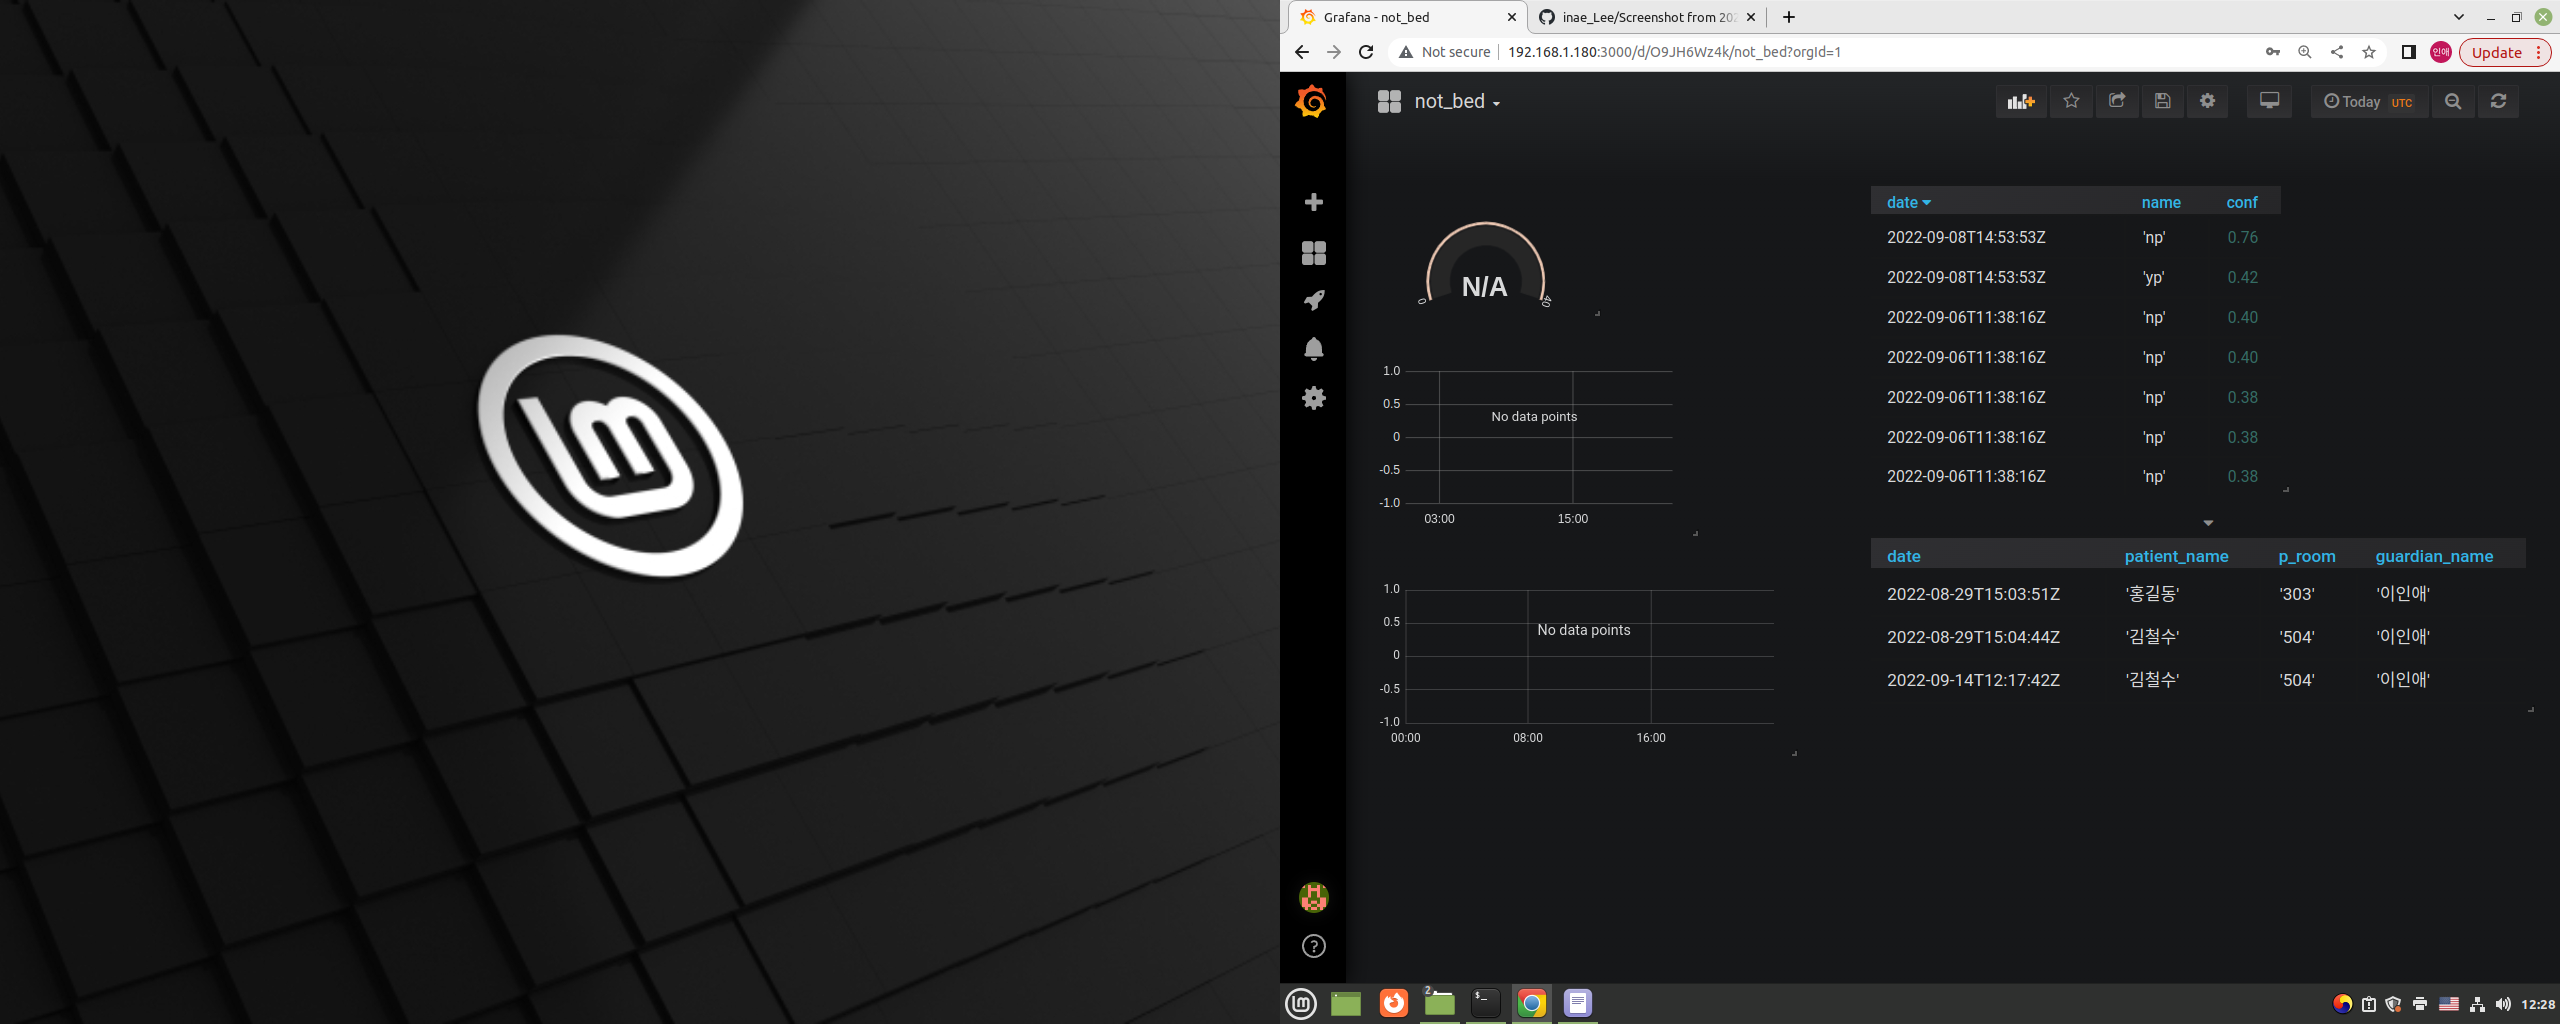 Grafana - not_bed
inae_Lee/Screenshot from 202
Not secure
192.168.1.180:3000/d/O9JH6Wz4k/not_bed?orgId=1
인애
Update
not_bed
Today UTC
N/A
0
40
1.0
0.5
0
-0.5
-1.0
No data points
03:00 15:00
1.0
0.5
0
-0.5
-1.0
No data points
00:00 08:00 16:00
date name conf
2022-09-08T14:53:53Z 'np' 0.76
2022-09-08T14:53:53Z 'yp' 0.42
2022-09-06T11:38:16Z 'np' 0.40
2022-09-06T11:38:16Z 'np' 0.40
2022-09-06T11:38:16Z 'np' 0.38
2022-09-06T11:38:16Z 'np' 0.38
2022-09-06T11:38:16Z 'np' 0.38
date patient_name p_room guardian_name
2022-08-29T15:03:51Z '홍길동' '303' '이인애'
2022-08-29T15:04:44Z '김철수' '504' '이인애'
2022-09-14T12:17:42Z '김철수' '504' '이인애'
?
2
$_
12:28